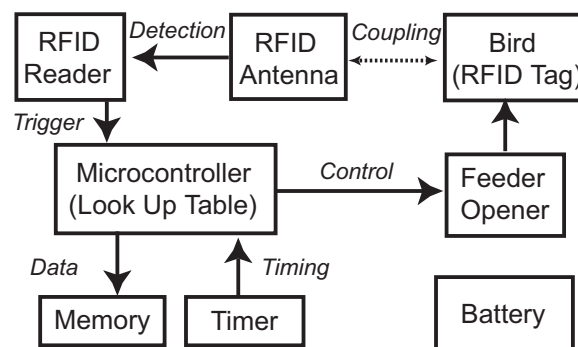 RFID
Reader
Detection
RFID
Antenna
Coupling
Bird
(RFID Tag)
Trigger
Microcontroller
(Look Up Table)
Control
Feeder
Opener
Data
Timing
Memory
Timer
Battery